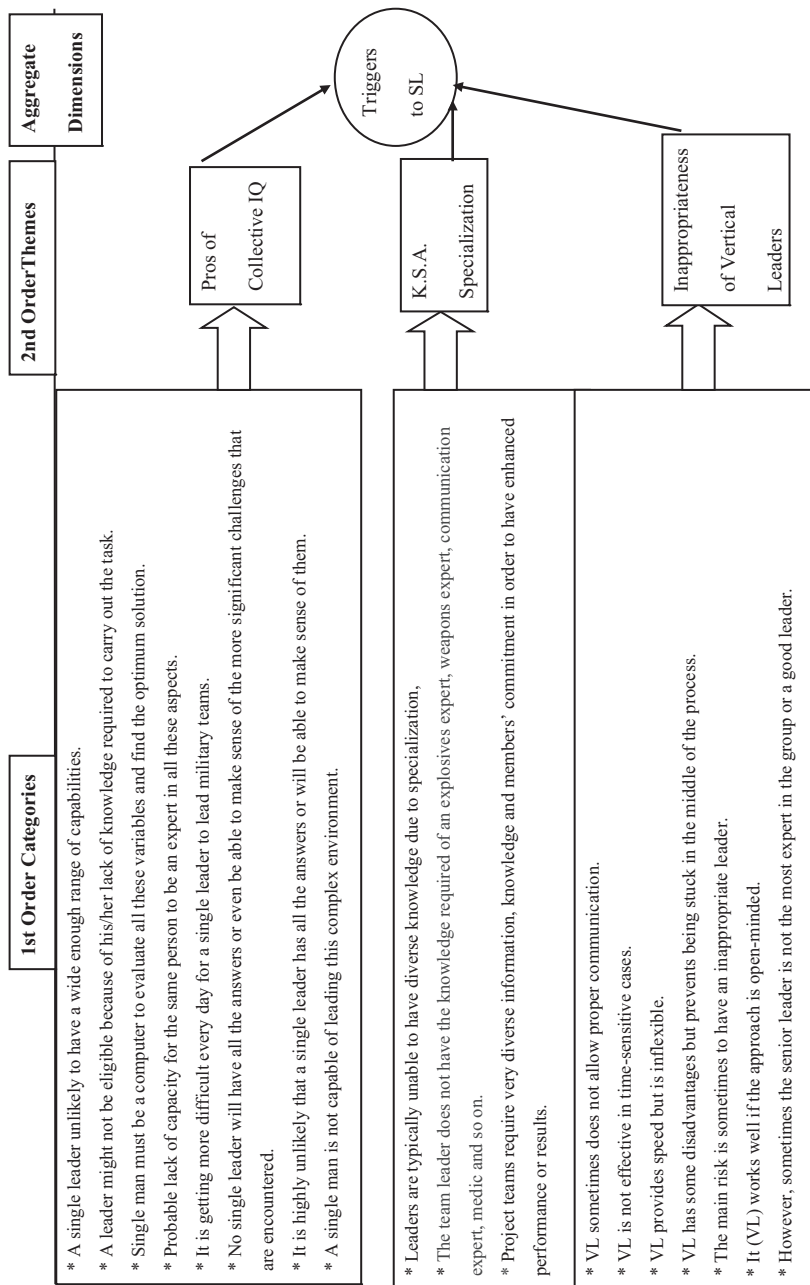 1st Order Categories
2nd OrderThemes
Aggregate
Dimensions
* A single leader unlikely to have a wide enough range of capabilities.
* A leader might not be eligible because of his/her lack of knowledge required to carry out the task.
* Single man must be a computer to evaluate all these variables and find the optimum solution.
* Probable lack of capacity for the same person to be an expert in all these aspects.
* It is getting more difficult every day for a single leader to lead military teams.
* No single leader will have all the answers or even be able to make sense of the more significant challenges that
are encountered.
* It is highly unlikely that a single leader has all the answers or will be able to make sense of them.
* A single man is not capable of leading this complex environment.
Pros of
Collective IQ
* Leaders are typically unable to have diverse knowledge due to specialization,
* The team leader does not have the knowledge required of an explosives expert, weapons expert, communication
expert, medic and so on.
* Project teams require very diverse information, knowledge and members’ commitment in order to have enhanced
performance or results.
K.S.A.
Specialization
* VL sometimes does not allow proper communication.
* VL is not effective in time-sensitive cases.
* VL provides speed but is inflexible.
* VL has some disadvantages but prevents being stuck in the middle of the process.
* The main risk is sometimes to have an inappropriate leader.
* It (VL) works well if the approach is open-minded.
* However, sometimes the senior leader is not the most expert in the group or a good leader.
Inappropriateness
of Vertical
Leaders
Triggers
to SL